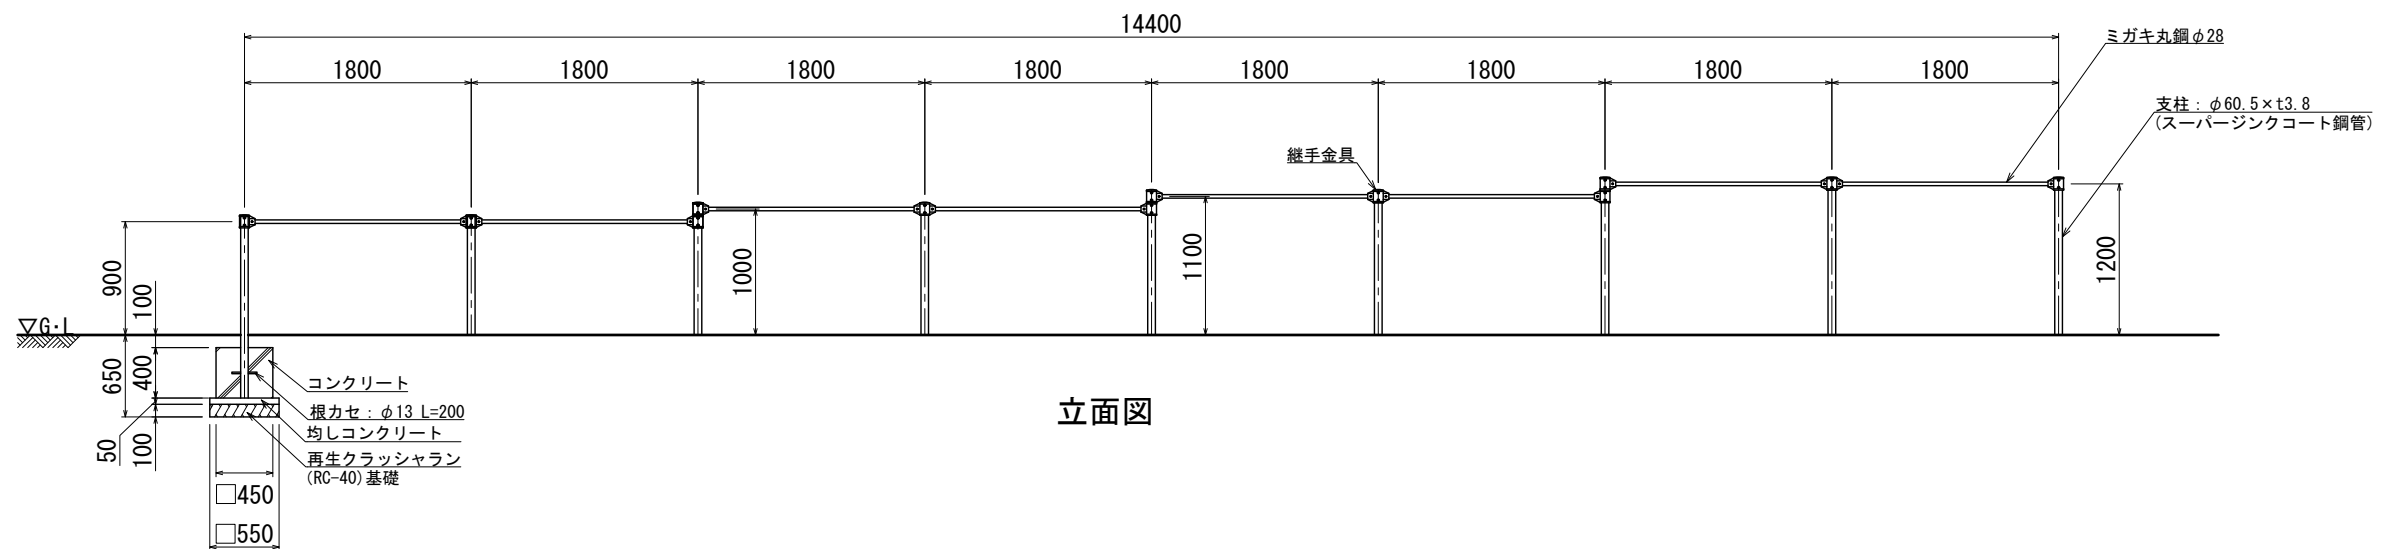 14400
ミガキ丸鋼φ28
1800
1800
1800
1800
1800
1800
1800
1800
支柱：φ60.5×t3.8
(スーパージンクコート鋼管)
継手金具
900
100
1000
1100
1200
▽G・L
650
400
50
100
コンクリート
根カセ：φ13 L=200
均しコンクリート
再生クラッシャラン
(RC-40)基礎
□450
□550
立面図